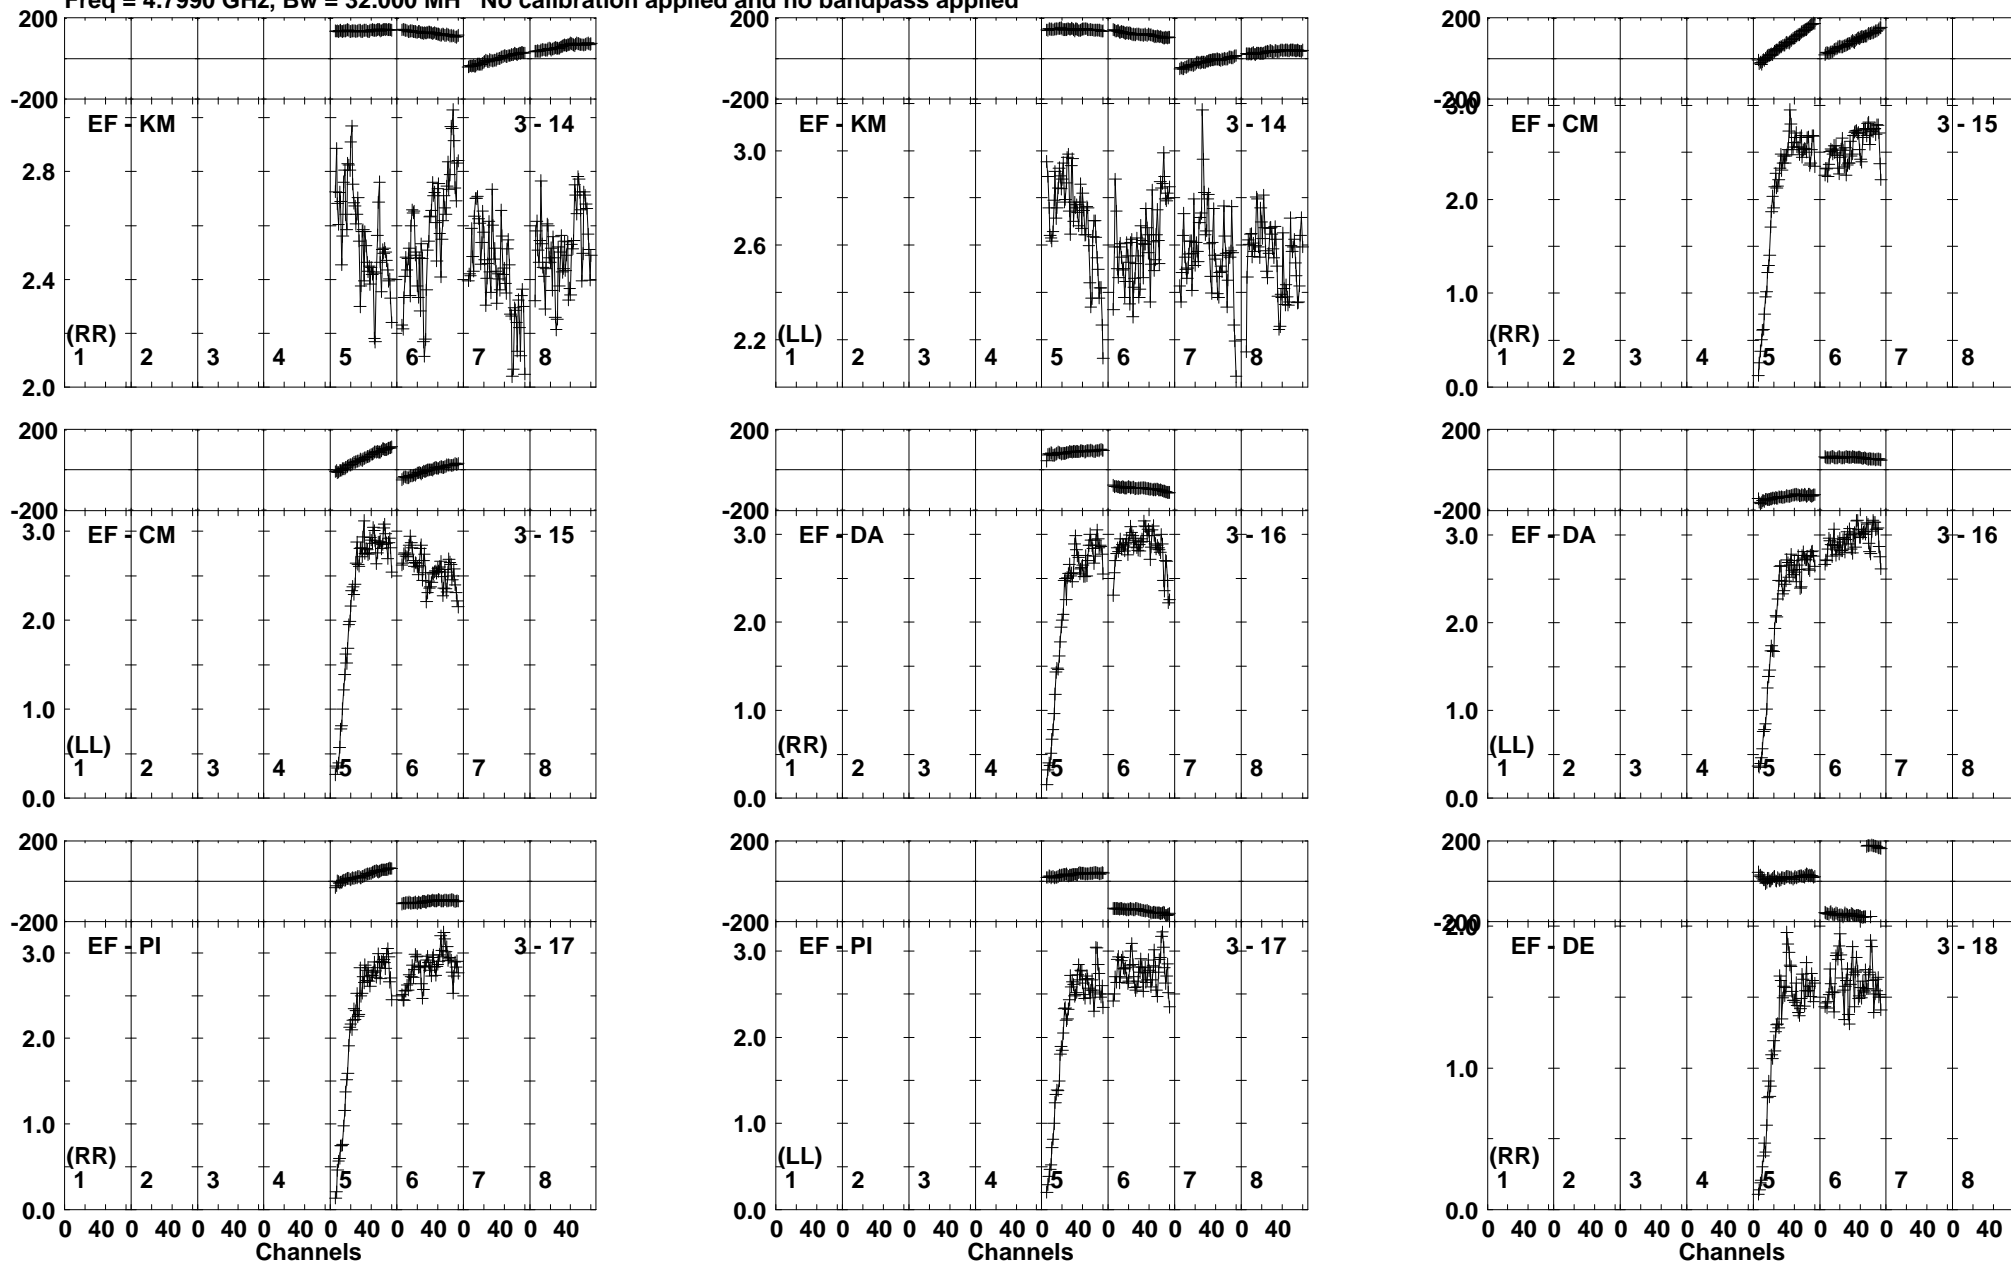 Freq = 4.7990 GHz, Bw = 32.000 MH No calibration applied and no bandpass applied
200 200 200
-200 -200 -200
EF - KM 3 - 14 EF - KM 3 - 14 3.0 EF - CM 3 - 15
2.8 3.0
2.0
2.6
2.4 1.0
(RR) 2.2 (LL) (RR)
1 2 3 4 5 6 7 8 1 2 3 4 5 6 7 8 1 2 3 4 5 6 7 8
2.0 0.0
200 200 200
-200 -200 -200
3.0 EF - CM 3 - 15 3.0 EF - DA 3 - 16 3.0 EF - DA 3 - 16
2.0 2.0 2.0
1.0 1.0 1.0
(LL) (RR) (LL)
1 2 3 4 5 6 7 8 1 2 3 4 5 6 7 8 1 2 3 4 5 6 7 8
0.0 0.0 0.0
200 200 200
-200 -200 -200
3.0 EF - PI 3 - 17 3.0 EF - PI 3 - 17 2.0 EF - DE 3 - 18
2.0 2.0
1.0 1.0 1.0
(RR) (LL) (RR)
1 2 3 4 5 6 7 8 1 2 3 4 5 6 7 8 1 2 3 4 5 6 7 8
0.0 0.0 0.0
0 40 0 40 0 40 0 40 0 40 0 40 0 40 0 40 0 40 0 40 0 40 0 40 0 40 0 40 0 40 0 40 0 40 0 40 0 40 0 40 0 40 0 40 0 40 0 40
Channels Channels Channels